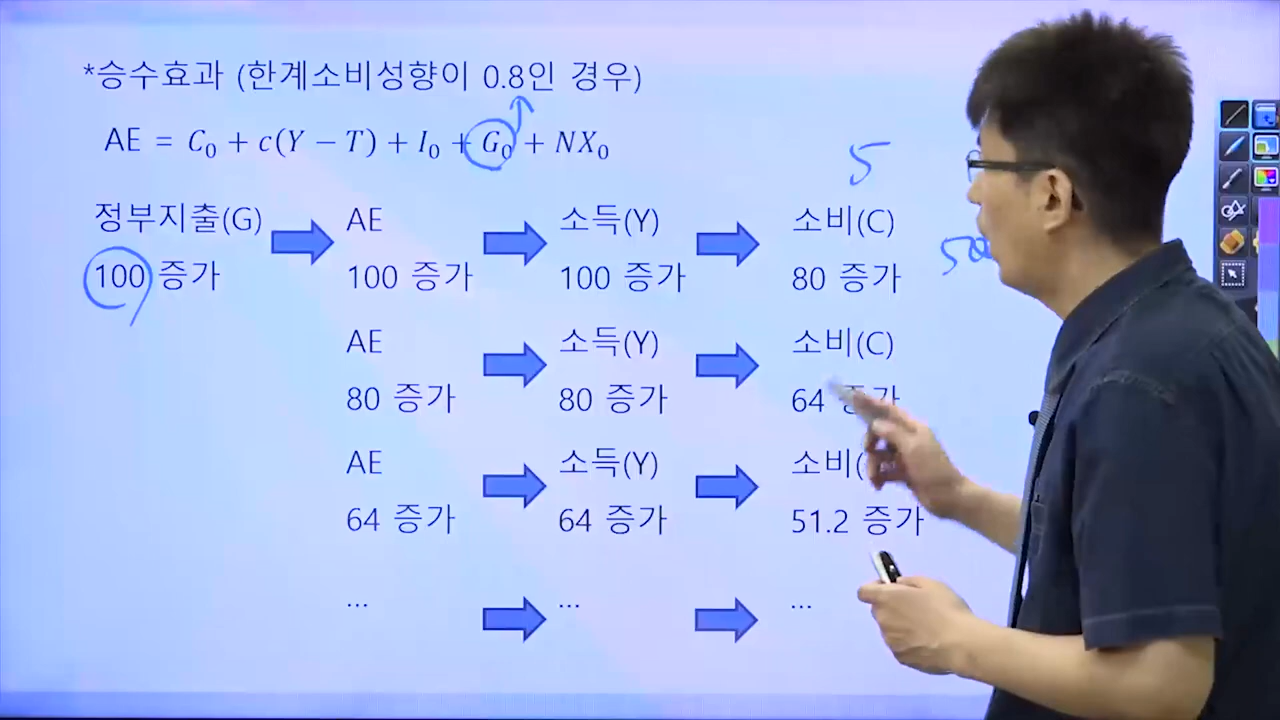 *승수효과 (한계소비성향이 0.8인 경우)
AE = C₀ + c(Y − T) + I₀ + G₀ + NX₀
5
정부지출(G) AE 소득(Y) 소비(C)
100 증가 100 증가 100 증가 80 증가
AE 소득(Y) 소비(C)
80 증가 80 증가 64 증가
AE 소득(Y) 소비(
64 증가 64 증가 51.2 증가
... ... ...